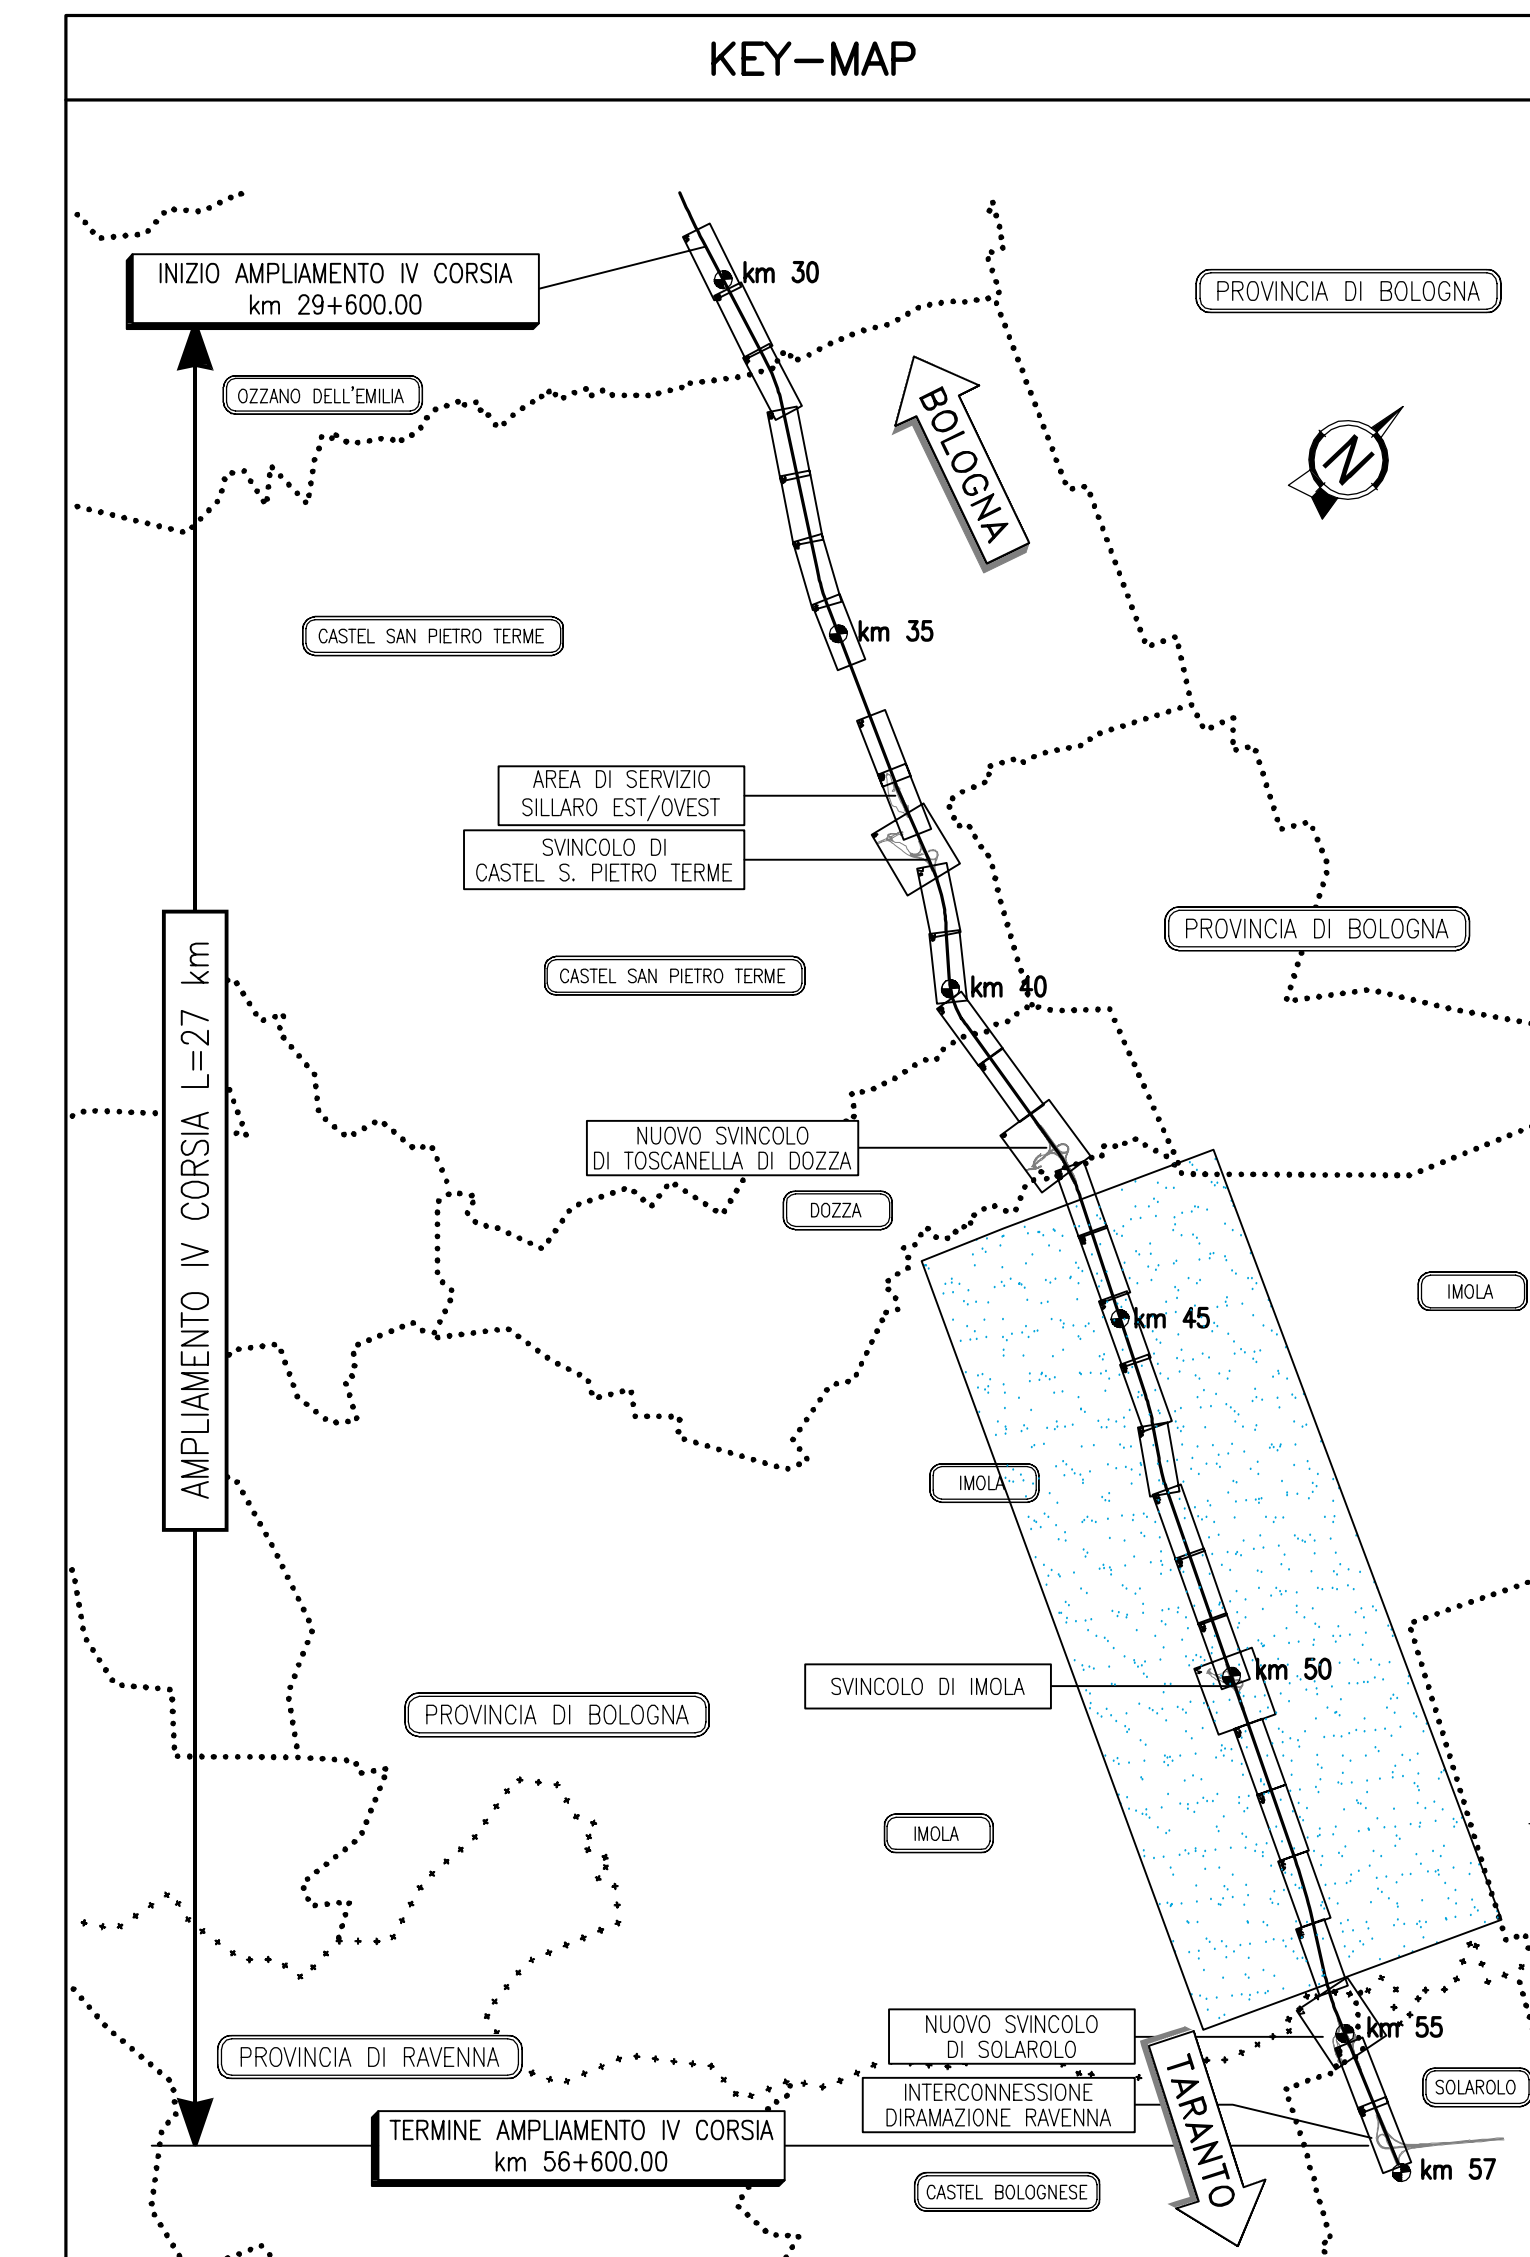 KEY-MAP
INIZIO AMPLIAMENTO IV CORSIA
km 29+600.00
km 30
PROVINCIA DI BOLOGNA
OZZANO DELL'EMILIA
BOLOGNA
N
CASTEL SAN PIETRO TERME
km 35
AREA DI SERVIZIO
SILLARO EST/OVEST
SVINCOLO DI
CASTEL S. PIETRO TERME
PROVINCIA DI BOLOGNA
CASTEL SAN PIETRO TERME
km 40
AMPLIAMENTO IV CORSIA L=27 km
NUOVO SVINCOLO
DI TOSCANELLA DI DOZZA
DOZZA
IMOLA
km 45
IMOLA
km 50
SVINCOLO DI IMOLA
PROVINCIA DI BOLOGNA
IMOLA
NUOVO SVINCOLO
DI SOLAROLO
km 55
PROVINCIA DI RAVENNA
SOLAROLO
INTERCONNESSIONE
DIRAMAZIONE RAVENNA
TARANTO
TERMINE AMPLIAMENTO IV CORSIA
km 56+600.00
km 57
CASTEL BOLOGNESE